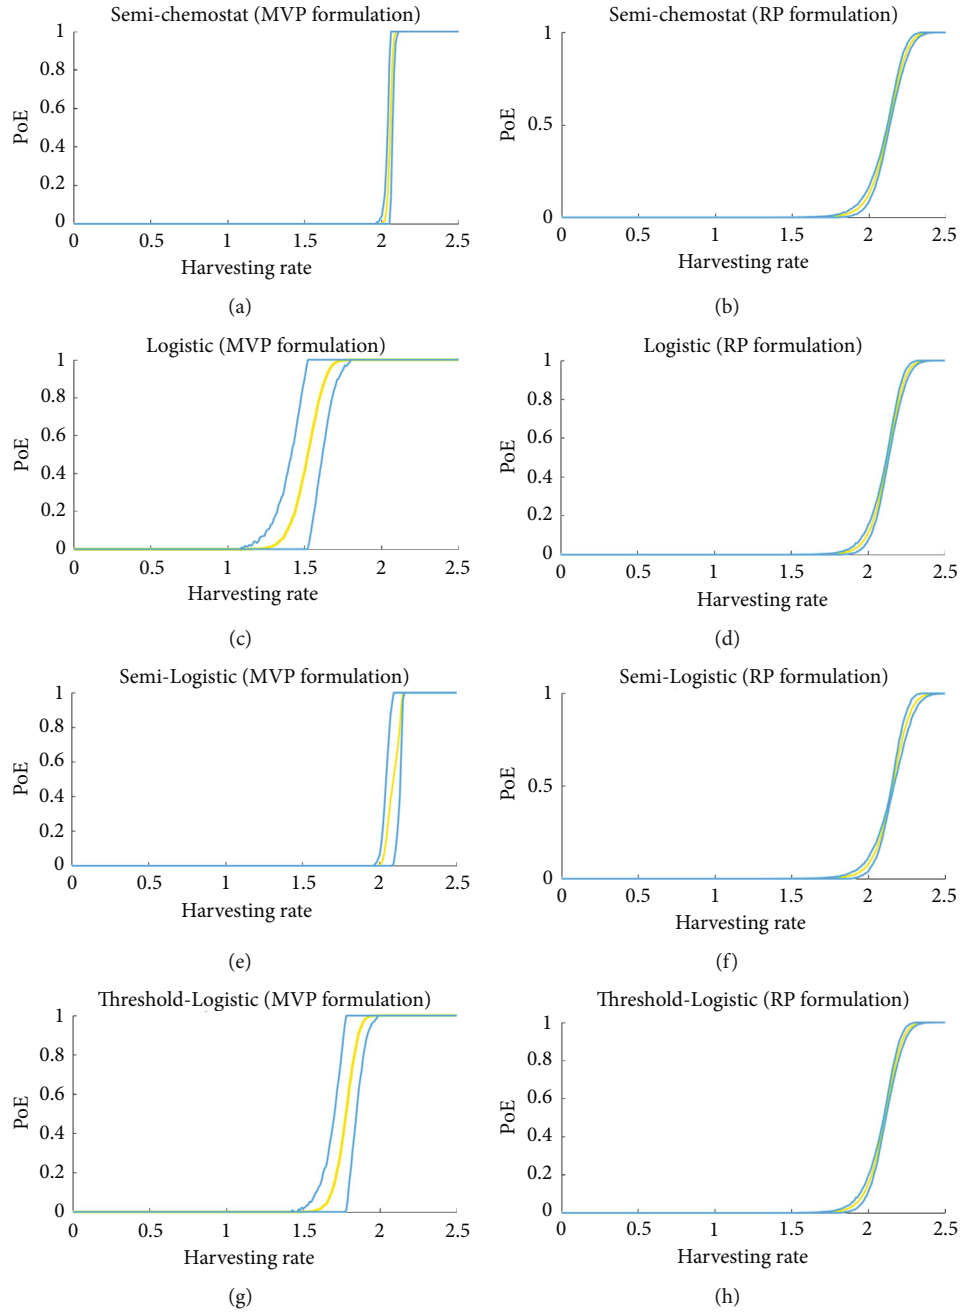 Semi-chemostat (MVP formulation)
1
0.8
0.6
0.4
0.2
0
PoE
0 0.5 1 1.5 2 2.5
Harvesting rate
(a)
Semi-chemostat (RP formulation)
1
0.5
0
PoE
0 0.5 1 1.5 2 2.5
Harvesting rate
(b)
Logistic (MVP formulation)
1
0.8
0.6
0.4
0.2
0
PoE
0 0.5 1 1.5 2 2.5
Harvesting rate
(c)
Logistic (RP formulation)
1
0.8
0.6
0.4
0.2
0
PoE
0 0.5 1 1.5 2 2.5
Harvesting rate
(d)
Semi-Logistic (MVP formulation)
1
0.8
0.6
0.4
0.2
0
PoE
0 0.5 1 1.5 2 2.5
Harvesting rate
(e)
Semi-Logistic (RP formulation)
1
0.5
0
PoE
0 0.5 1 1.5 2 2.5
Harvesting rate
(f)
Threshold-Logistic (MVP formulation)
1
0.8
0.6
0.4
0.2
0
PoE
0 0.5 1 1.5 2 2.5
Harvesting rate
(g)
Threshold-Logistic (RP formulation)
1
0.8
0.6
0.4
0.2
0
PoE
0 0.5 1 1.5 2 2.5
Harvesting rate
(h)